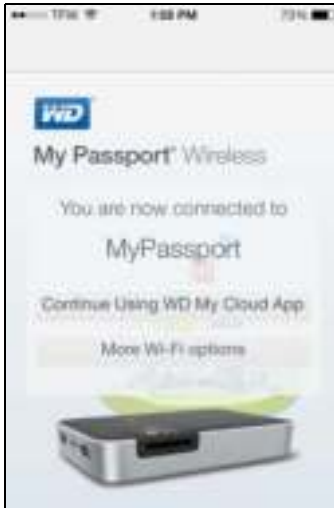 1:03 PM
73%
WD
My Passport® Wireless
You are now connected to
MyPassport
Continue Using WD My Cloud App
More Wi-Fi options